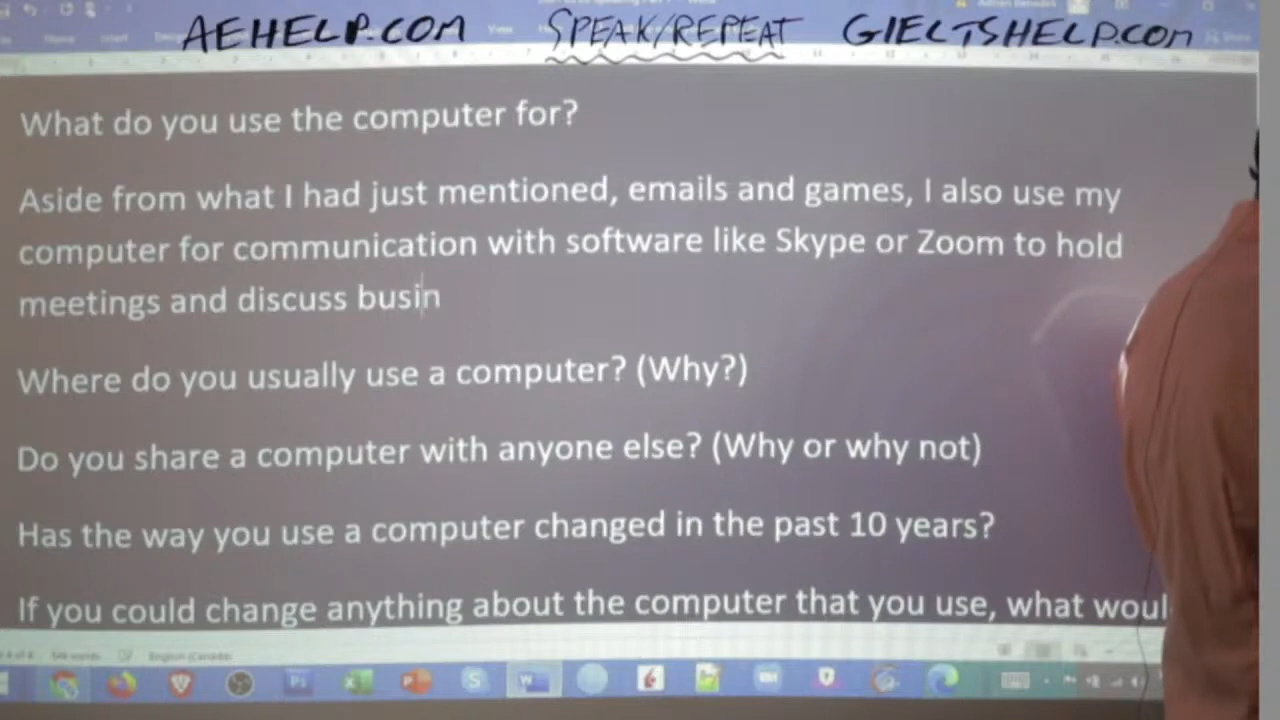 AEHELP.COM SPEAK/REPEAT GIELTSHELP.COM
What do you use the computer for?
Aside from what I had just mentioned, emails and games, I also use my
computer for communication with software like Skype or Zoom to hold
meetings and discuss busin
Where do you usually use a computer? (Why?)
Do you share a computer with anyone else? (Why or why not)
Has the way you use a computer changed in the past 10 years?
If you could change anything about the computer that you use, what woul
English (Canada)